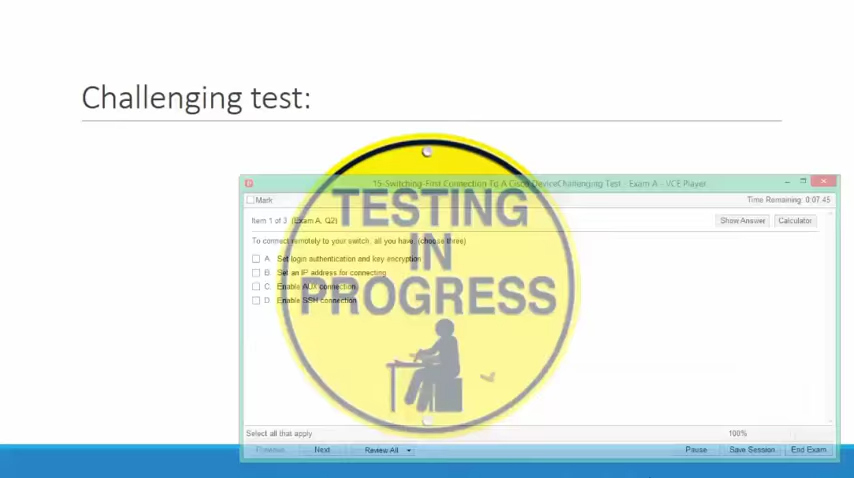 Challenging test:
15-Switching-First Connection To A Cisco DeviceChallenging Test - Exam A - VCE Player
Mark
Time Remaining 0:07:45
Item 1 of 3 (Exam A, Q2)
Show Answer
Calculator
To connect remotely to your switch, all you have: (choose three)
A. Set login authentication and key encryption
B. Set an IP address for connecting
C. Enable AUX connection
D. Enable SSH connection
TESTING
IN
PROGRESS
Select all that apply
100%
Previous
Next
Review All
Pause
Save Session
End Exam